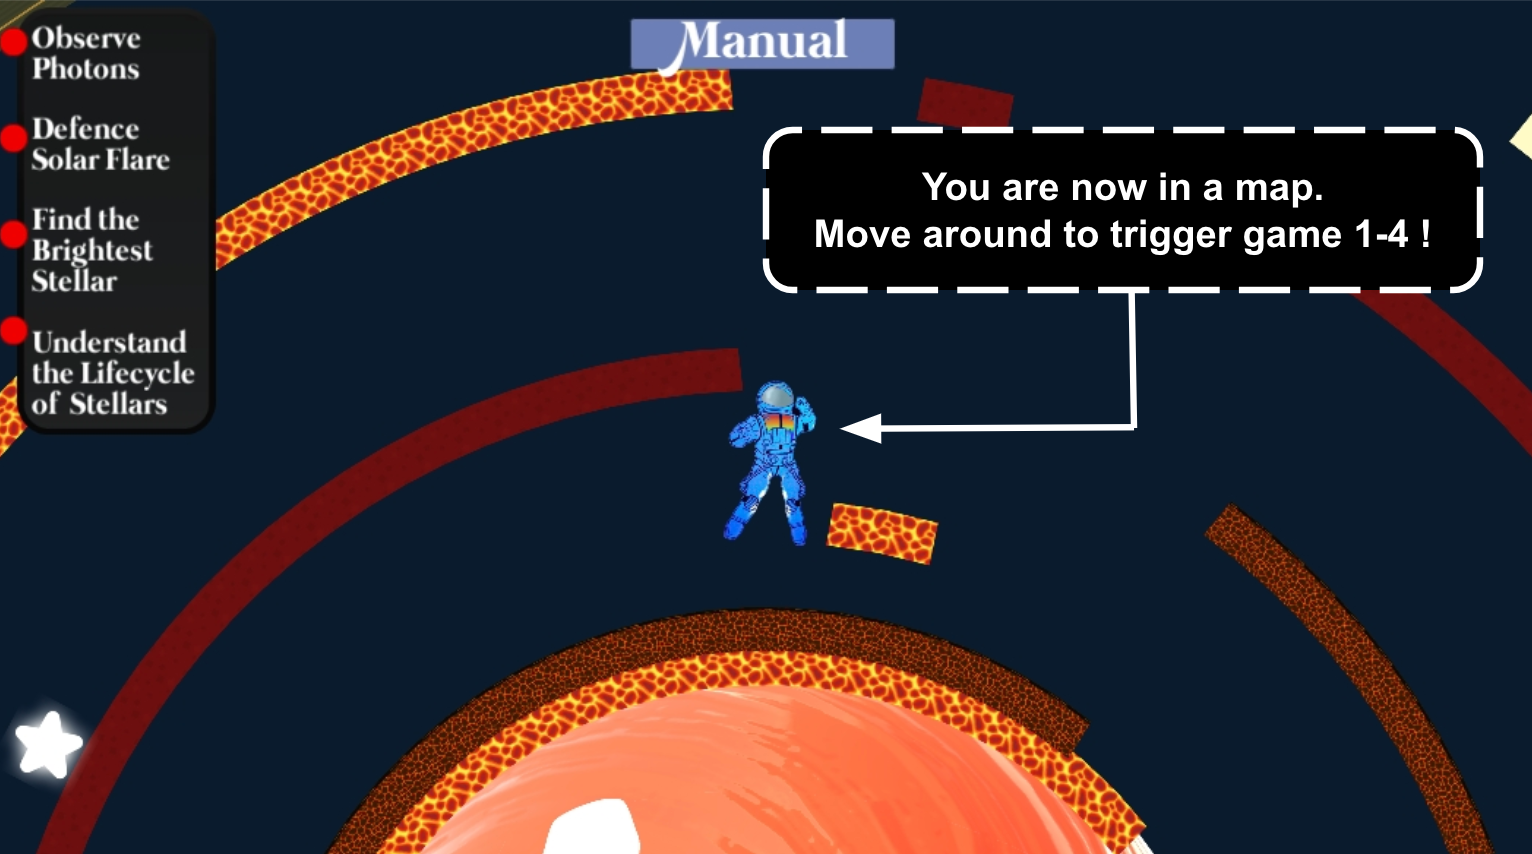 Manual
Observe
Photons
Defence
Solar Flare
Find the
Brightest
Stellar
Understand
the Lifecycle
of Stellars
You are now in a map.
Move around to trigger game 1-4 !